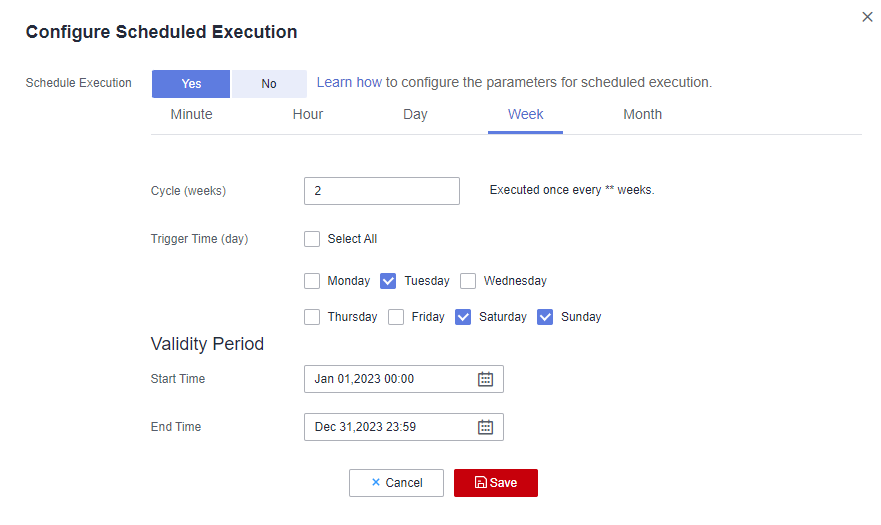 Configure Scheduled Execution
Schedule Execution Yes No Learn how to configure the parameters for scheduled execution.
Minute Hour Day Week Month
Cycle (weeks) 2 Executed once every ** weeks.
Trigger Time (day) Select All
Monday Tuesday Wednesday
Thursday Friday Saturday Sunday
Validity Period
Start Time Jan 01,2023 00:00
End Time Dec 31,2023 23:59
Cancel Save